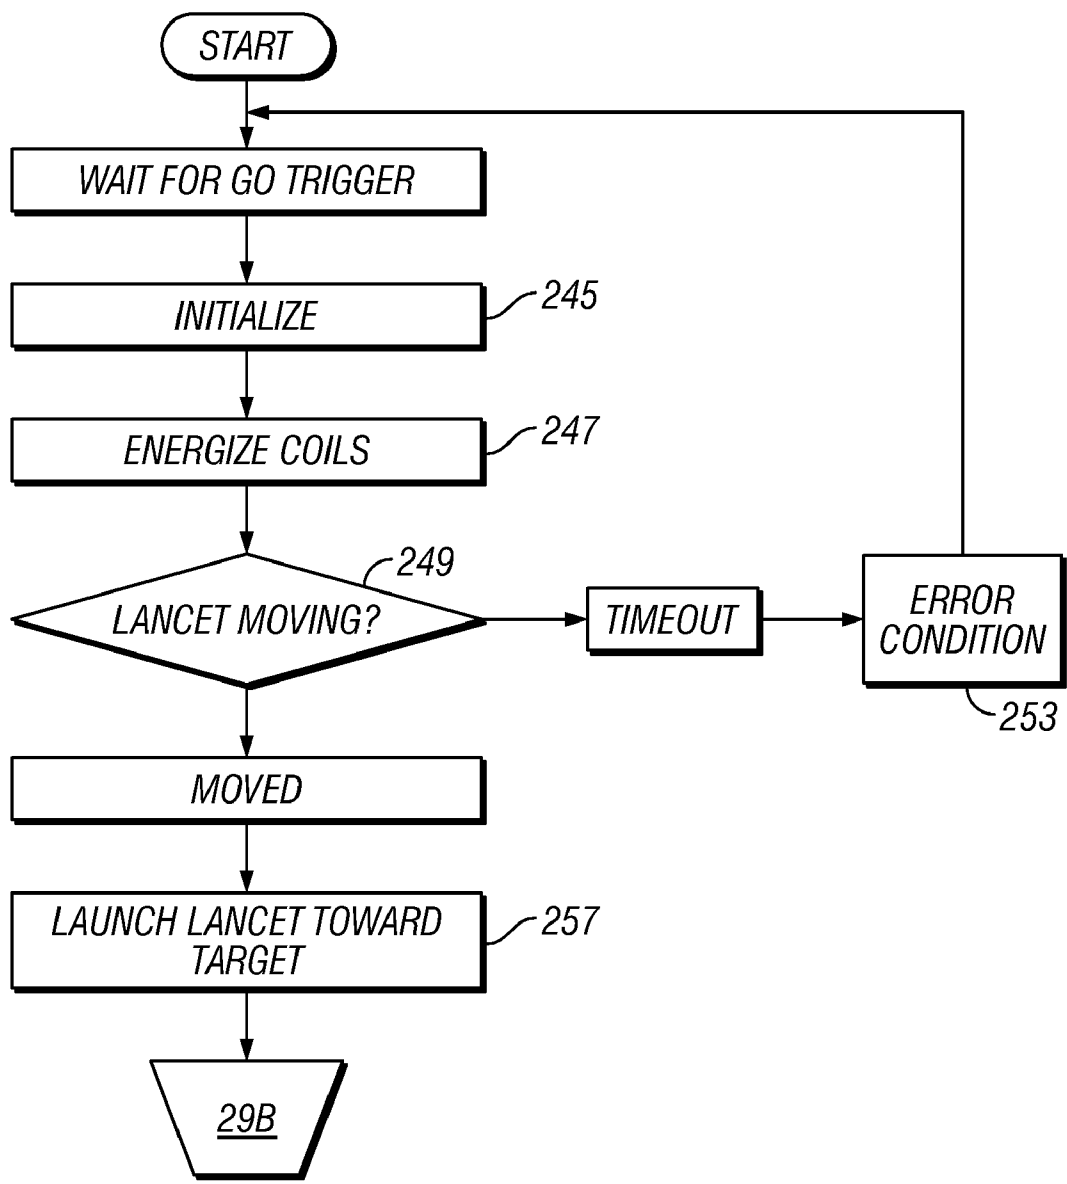 START
WAIT FOR GO TRIGGER
INITIALIZE
245
ENERGIZE COILS
247
LANCET MOVING?
249
TIMEOUT
ERROR
CONDITION
253
MOVED
LAUNCH LANCET TOWARD
TARGET
257
29B